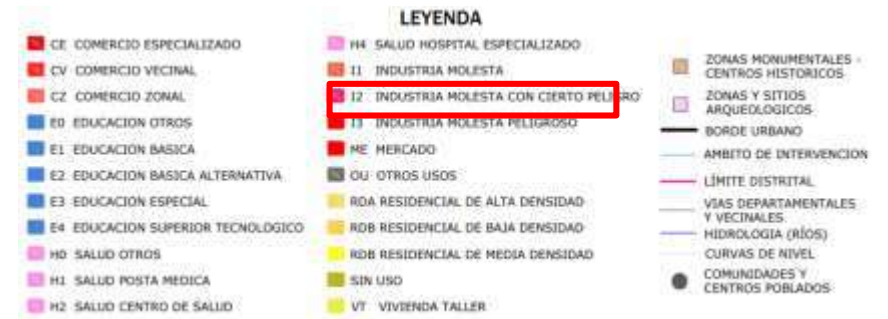 LEYENDA
CE COMERCIO ESPECIALIZADO
CV COMERCIO VECINAL
CZ COMERCIO ZONAL
E0 EDUCACION OTROS
E1 EDUCACION BASICA
E2 EDUCACION BASICA ALTERNATIVA
E3 EDUCACION ESPECIAL
E4 EDUCACION SUPERIOR TECNOLOGICO
H0 SALUD OTROS
H1 SALUD POSTA MEDICA
H2 SALUD CENTRO DE SALUD
H4 SALUD HOSPITAL ESPECIALIZADO
I1 INDUSTRIA MOLESTA
I2 INDUSTRIA MOLESTA CON CIERTO PELIGRO
I3 INDUSTRIA MOLESTA PELIGROSO
ME MERCADO
OU OTROS USOS
RDA RESIDENCIAL DE ALTA DENSIDAD
RDB RESIDENCIAL DE BAJA DENSIDAD
RDB RESIDENCIAL DE MEDIA DENSIDAD
SIN USO
VT VIVIENDA TALLER
ZONAS MONUMENTALES -
CENTROS HISTORICOS
ZONAS Y SITIOS
ARQUEOLOGICOS
BORDE URBANO
AMBITO DE INTERVENCION
LÍMITE DISTRITAL
VIAS DEPARTAMENTALES
Y VECINALES
HIDROLOGIA (RÍOS)
CURVAS DE NIVEL
COMUNIDADES Y
CENTROS POBLADOS